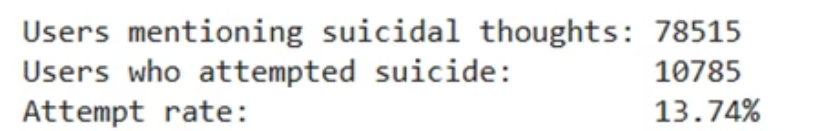 Users mentioning suicidal thoughts: 78515
Users who attempted suicide: 10785
Attempt rate: 13.74%